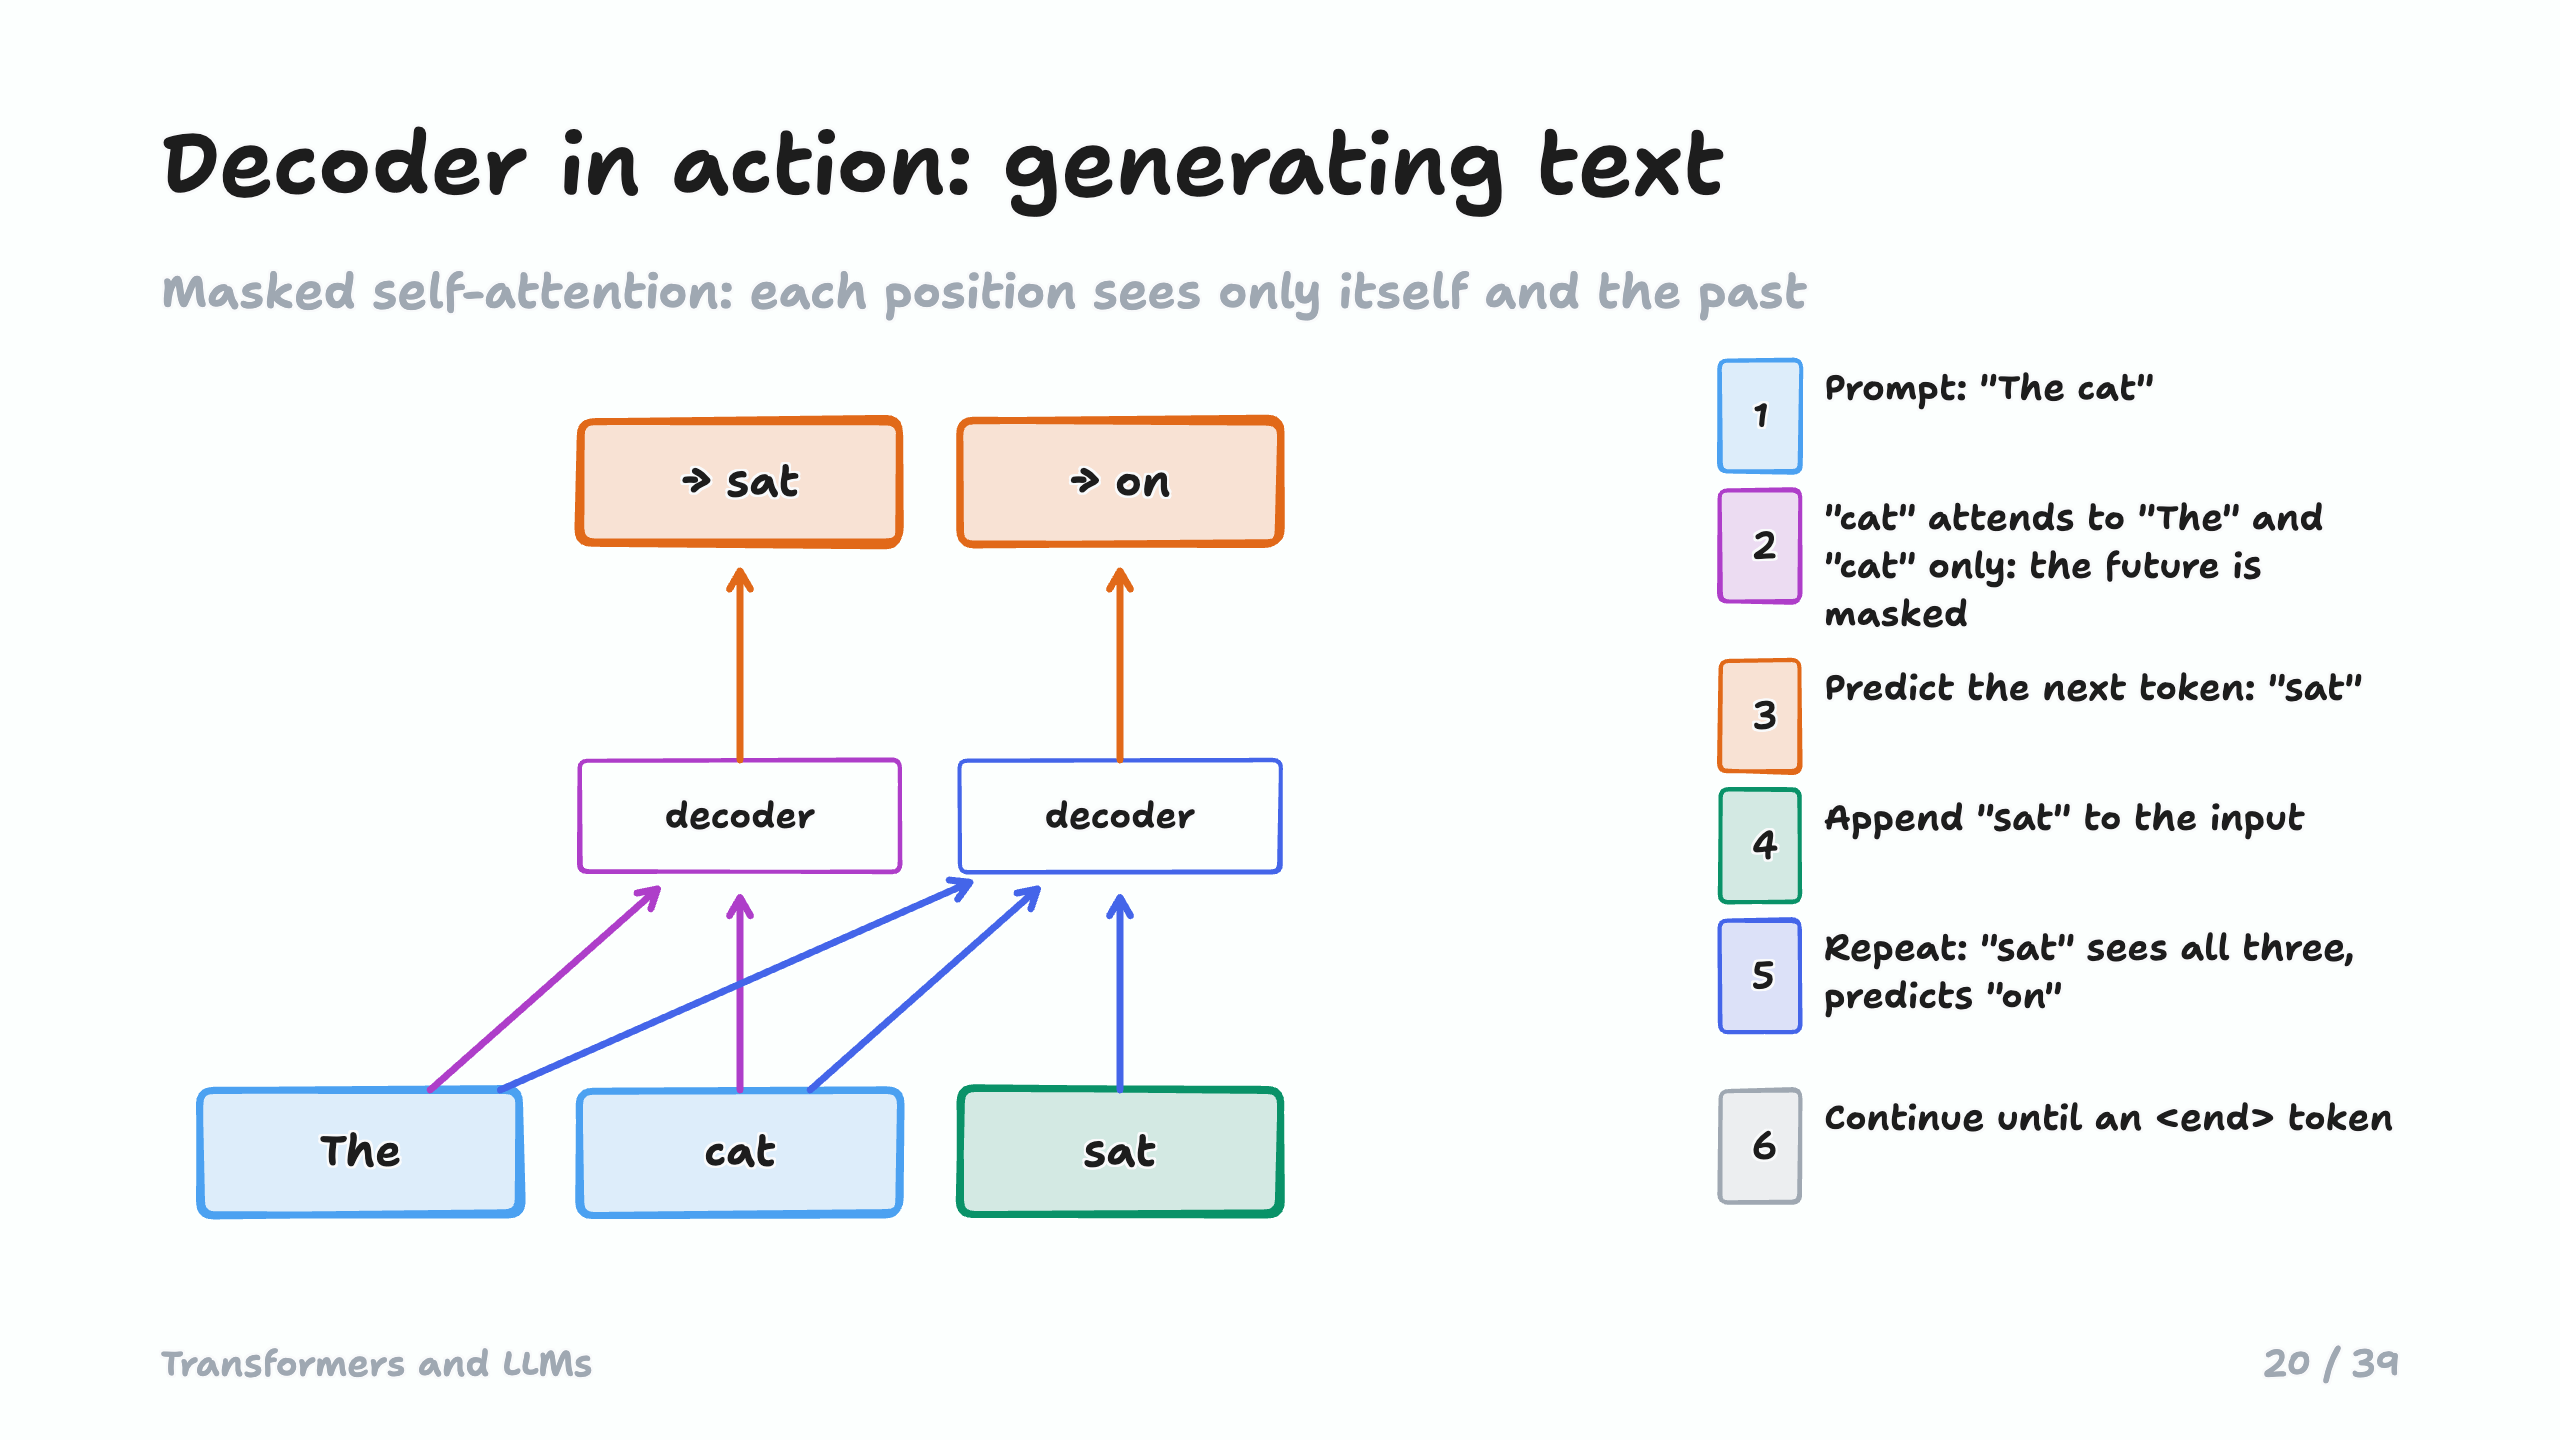 Decoder in action: generating text
Masked self-attention: each position sees only itself and the past
→ sat
→ on
decoder
decoder
The
cat
sat
1
Prompt: "The cat"
2
"cat" attends to "The" and
"cat" only: the future is
masked
3
Predict the next token: "sat"
4
Append "sat" to the input
5
Repeat: "sat" sees all three,
predicts "on"
6
Continue until an <end> token
Transformers and LLMs
20 / 39